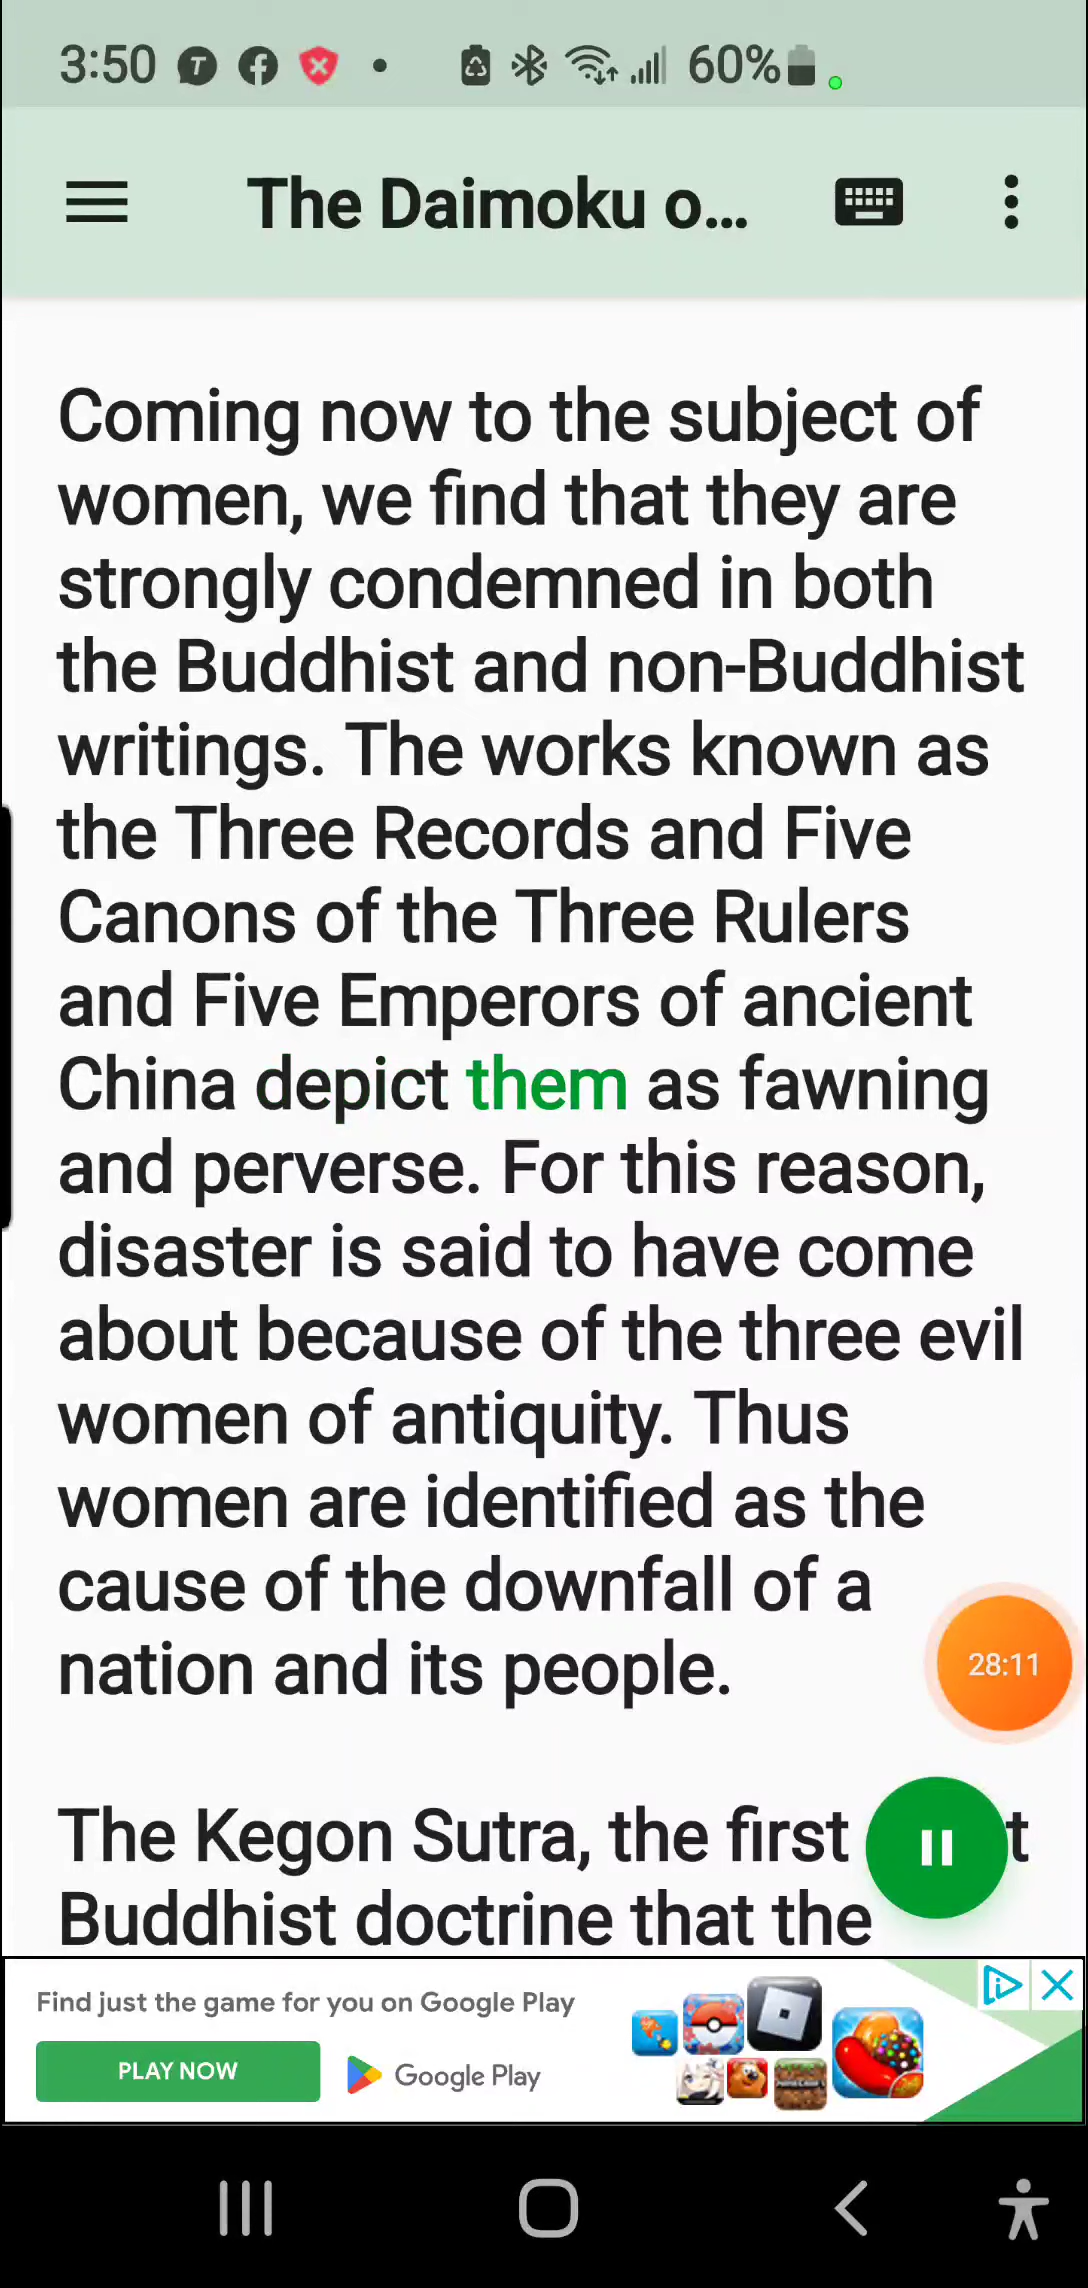 3:50
60%
The Daimoku o...
Coming now to the subject of
women, we find that they are
strongly condemned in both
the Buddhist and non-Buddhist
writings. The works known as
the Three Records and Five
Canons of the Three Rulers
and Five Emperors of ancient
China depict them as fawning
and perverse. For this reason,
disaster is said to have come
about because of the three evil
women of antiquity. Thus
women are identified as the
cause of the downfall of a
nation and its people.
28:11
The Kegon Sutra, the first
Buddhist doctrine that the
Find just the game for you on Google Play
PLAY NOW
Google Play